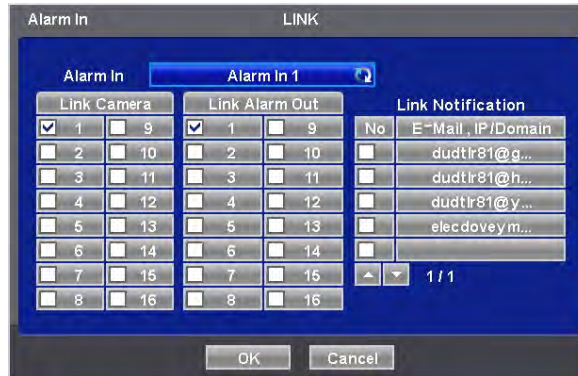 Alarm In LINK
Alarm In Alarm In 1
Link Camera Link Alarm Out Link Notification
1 9 1 9 No E-Mail , IP/Domain
2 10 2 10 dudtlr81@g...
3 11 3 11 dudtlr81@h...
4 12 4 12 dudtlr81@y...
5 13 5 13 elecdoveym...
6 14 6 14
7 15 7 15 1 / 1
8 16 8 16
OK Cancel